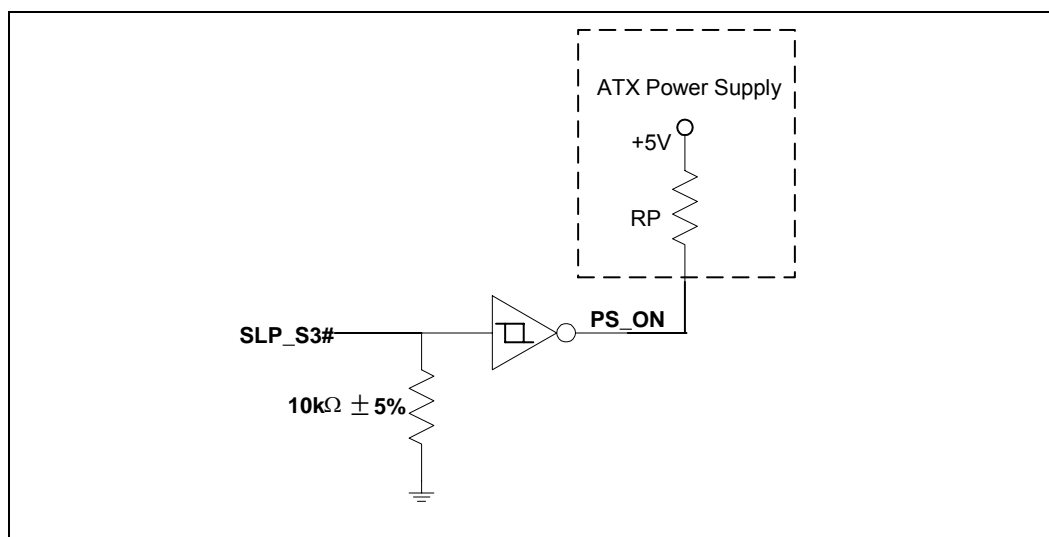 ATX Power Supply
+5V
RP
PS_ON
SLP_S3#
10kΩ ± 5%